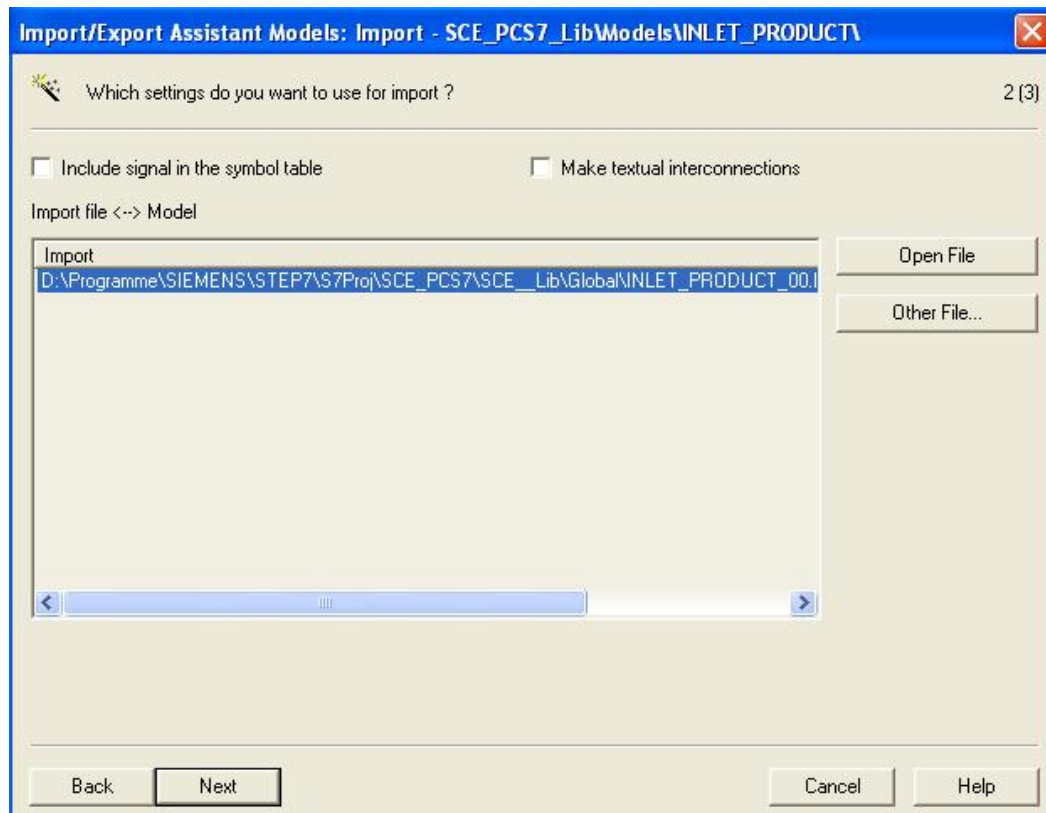 Import/Export Assistant Models: Import - SCE_PCS7_Lib\Models\INLET_PRODUCT\
Which settings do you want to use for import ?
2 (3)
Include signal in the symbol table
Make textual interconnections
Import file <--> Model
Import
D:\Programme\SIEMENS\STEP7\S7Proj\SCE_PCS7\SCE__Lib\Global\INLET_PRODUCT_00.I
Open File
Other File...
Back
Next
Cancel
Help